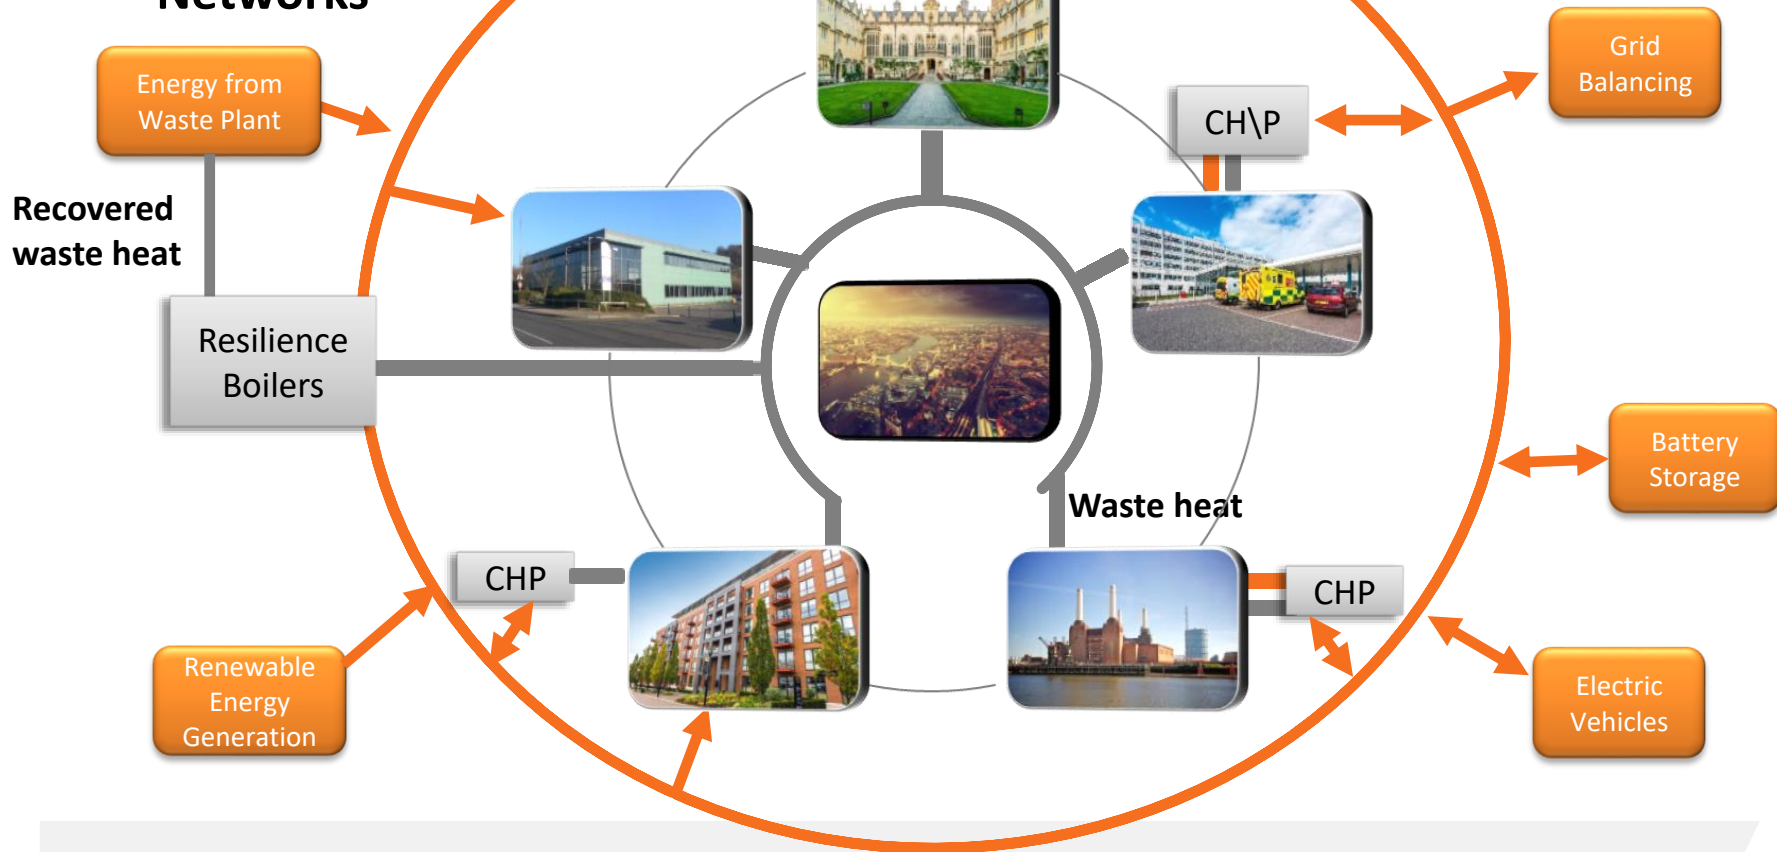 Networks
Energy from
Waste Plant
Grid
Balancing
CH\P
Recovered
waste heat
Resilience
Boilers
Battery
Storage
Waste heat
CHP
CHP
Renewable
Energy
Generation
Electric
Vehicles